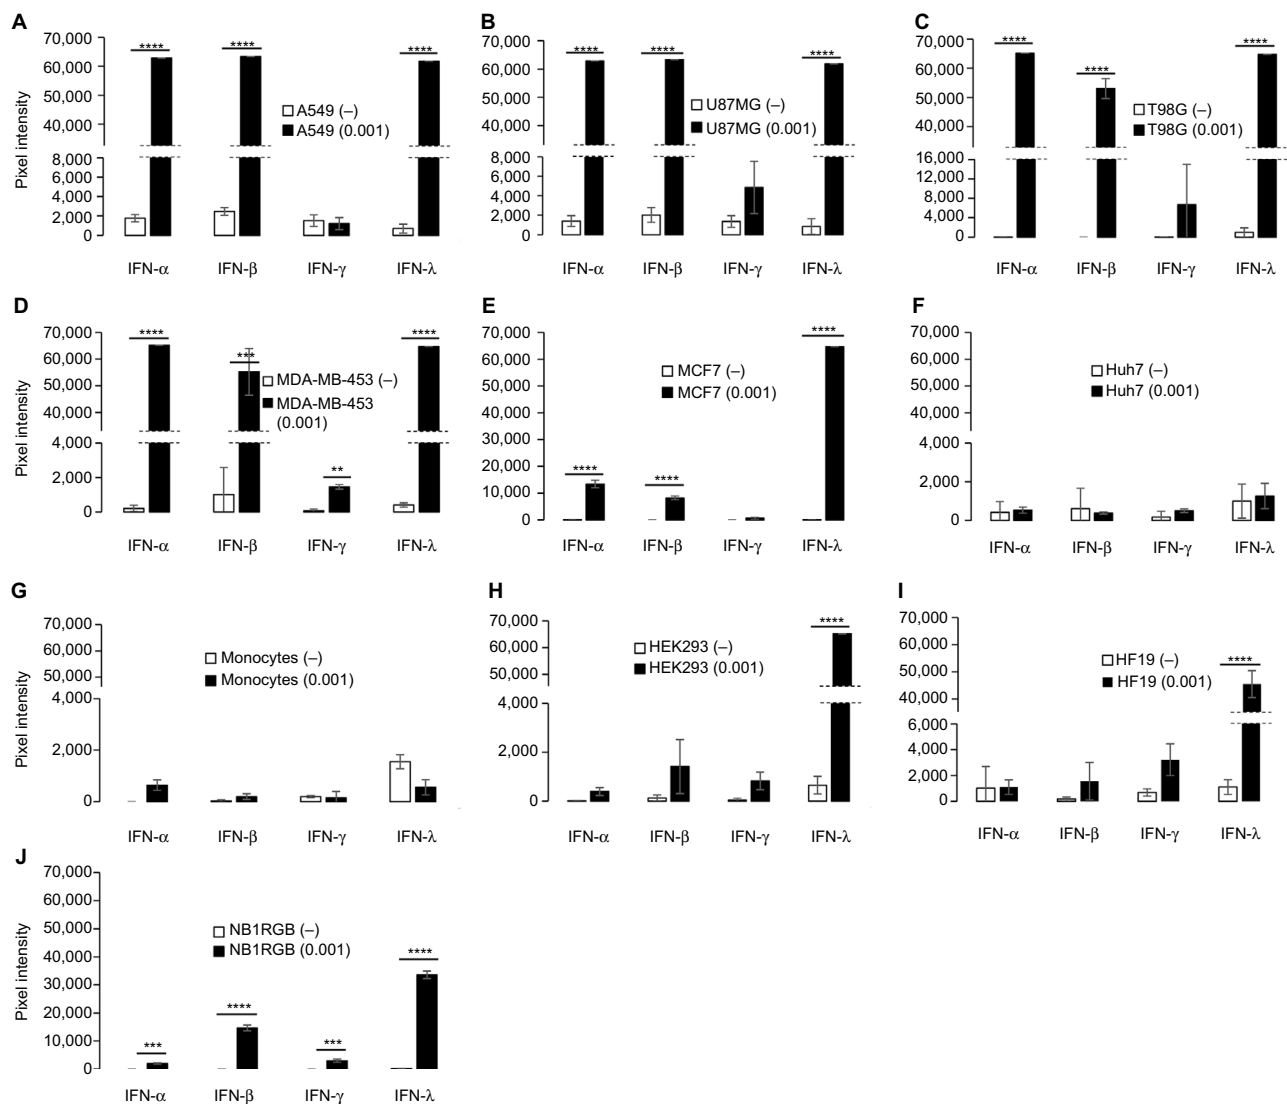 A
Pixel intensity
70,000
60,000
50,000
40,000
8,000
6,000
4,000
2,000
0
****
****
****
A549 (–)
A549 (0.001)
IFN-α
IFN-β
IFN-γ
IFN-λ
B
70,000
60,000
50,000
40,000
8,000
6,000
4,000
2,000
0
****
****
****
U87MG (–)
U87MG (0.001)
IFN-α
IFN-β
IFN-γ
IFN-λ
C
70,000
60,000
50,000
40,000
16,000
12,000
8,000
4,000
0
****
****
****
T98G (–)
T98G (0.001)
IFN-α
IFN-β
IFN-γ
IFN-λ
D
Pixel intensity
70,000
60,000
50,000
40,000
4,000
2,000
0
****
***
**
****
MDA-MB-453 (–)
MDA-MB-453
(0.001)
IFN-α
IFN-β
IFN-γ
IFN-λ
E
70,000
60,000
50,000
40,000
30,000
20,000
10,000
0
****
****
****
MCF7 (–)
MCF7 (0.001)
IFN-α
IFN-β
IFN-γ
IFN-λ
F
70,000
60,000
50,000
40,000
4,000
2,000
0
Huh7 (–)
Huh7 (0.001)
IFN-α
IFN-β
IFN-γ
IFN-λ
G
Pixel intensity
70,000
60,000
50,000
4,000
2,000
0
Monocytes (–)
Monocytes (0.001)
IFN-α
IFN-β
IFN-γ
IFN-λ
H
70,000
60,000
50,000
4,000
2,000
0
****
HEK293 (–)
HEK293 (0.001)
IFN-α
IFN-β
IFN-γ
IFN-λ
I
70,000
60,000
50,000
40,000
6,000
4,000
2,000
0
****
HF19 (–)
HF19 (0.001)
IFN-α
IFN-β
IFN-γ
IFN-λ
J
Pixel intensity
70,000
60,000
50,000
40,000
30,000
20,000
10,000
0
***
****
***
****
NB1RGB (–)
NB1RGB (0.001)
IFN-α
IFN-β
IFN-γ
IFN-λ